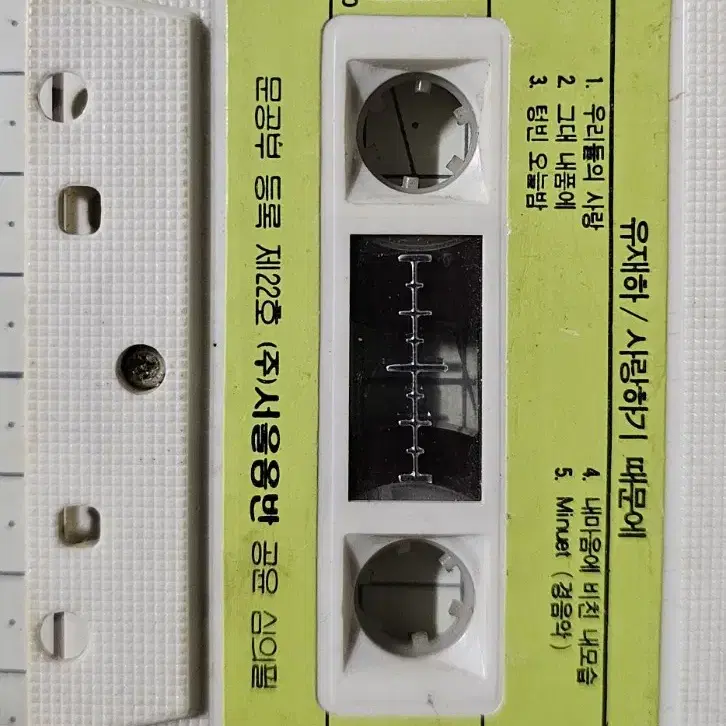 유재하 / 사랑하기 때문에
1. 우리들의 사랑
2 그대 내품에
3. 텅빈 오늘밤
4. 내마음에 비친 내모습
5. Minuet (경음악)
문공부 등록 제22호 (주)서울음반 공윤 심의필